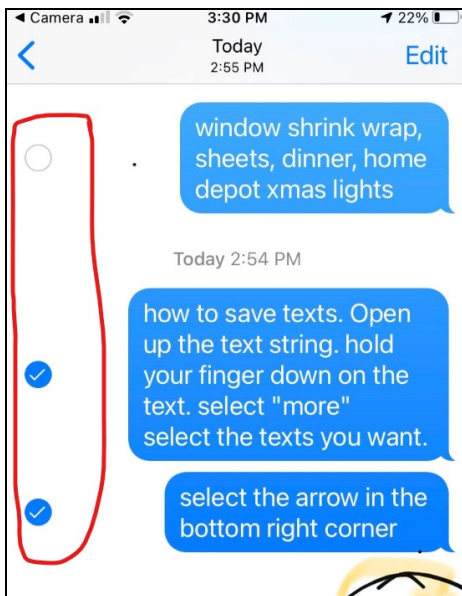 ◀ Camera 3:30 PM 22%
Today
2:55 PM
Edit
window shrink wrap,
sheets, dinner, home
depot xmas lights
Today 2:54 PM
how to save texts. Open
up the text string. hold
your finger down on the
text. select "more"
select the texts you want.
select the arrow in the
bottom right corner